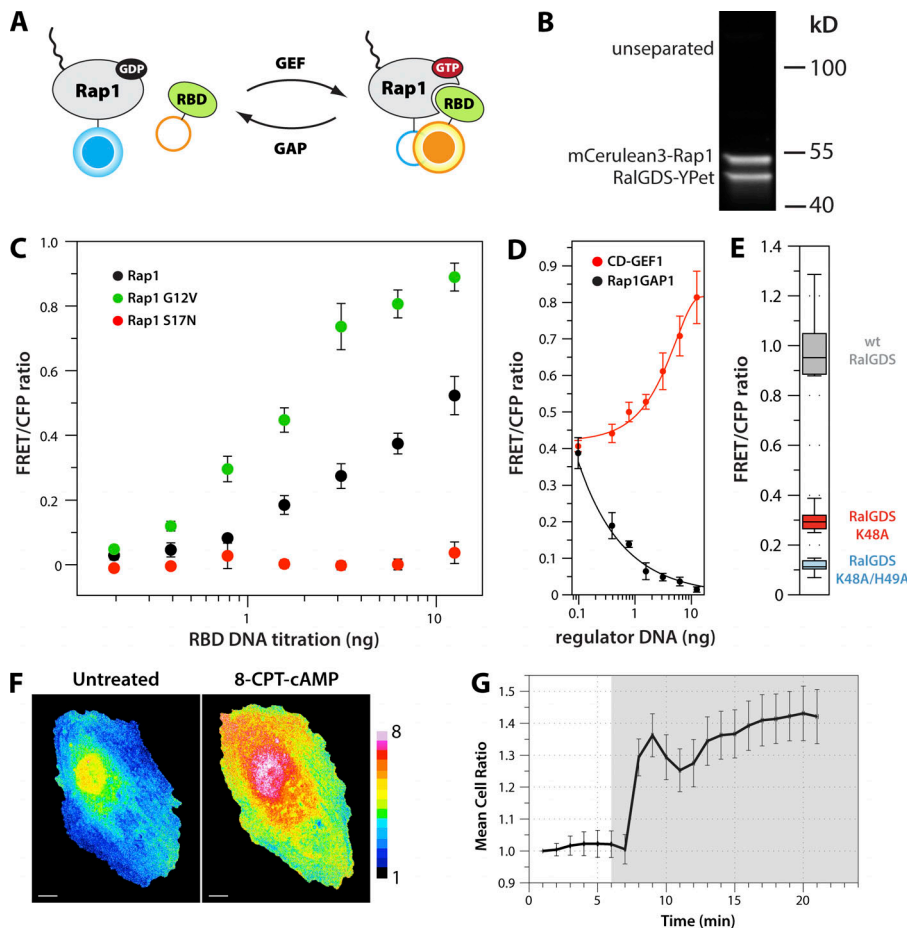 A
GDP
Rap1
RBD
GEF
GAP
GTP
Rap1
RBD
B
kD
unseparated
100
mCerulean3-Rap1
55
RalGDS-YPet
40
C
FRET/CFP ratio
1.0
0.8
0.6
0.4
0.2
0
Rap1
Rap1 G12V
Rap1 S17N
1
10
RBD DNA titration (ng)
D
FRET/CFP ratio
0.9
0.8
0.7
0.6
0.5
0.4
0.3
0.2
0.1
0
CD-GEF1
Rap1GAP1
0.1
1
10
regulator DNA (ng)
E
FRET/CFP ratio
1.4
1.2
1.0
0.8
0.6
0.4
0.2
0.0
wt
RalGDS
RalGDS
K48A
RalGDS
K48A/H49A
F
Untreated
8-CPT-cAMP
8
1
G
Mean Cell Ratio
1.5
1.4
1.3
1.2
1.1
1.0
0.9
0
5
10
15
20
Time (min)